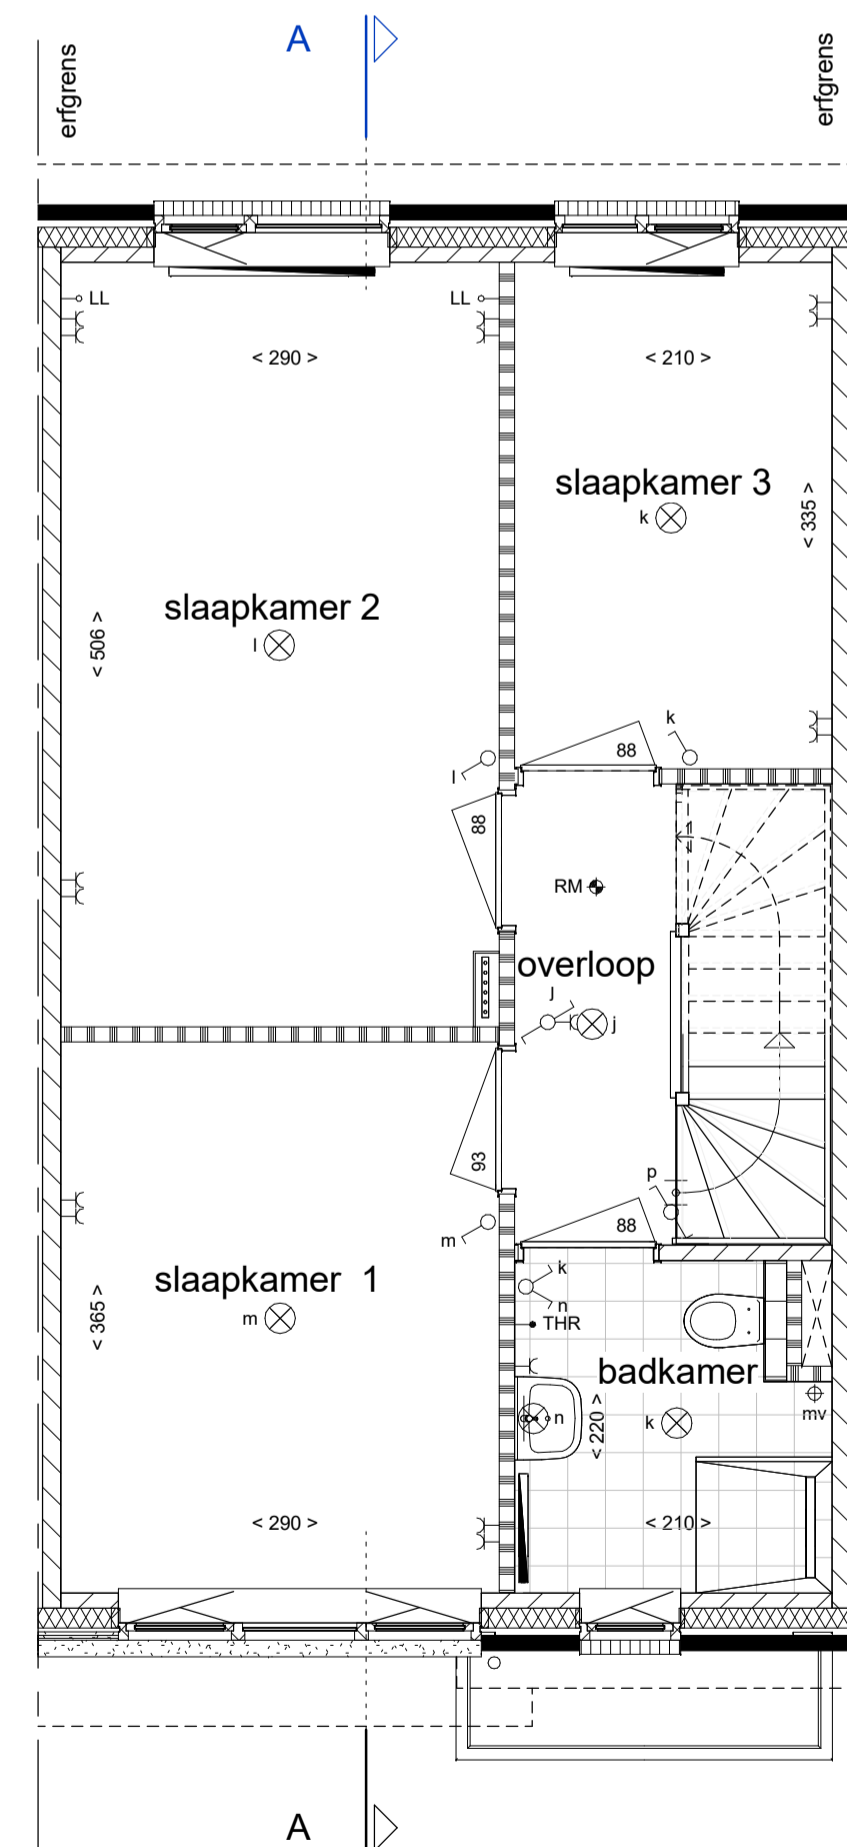 A
erfgrens
erfgrens
LL
LL
< 290 >
< 210 >
slaapkamer 3
k
< 335 >
slaapkamer 2
l
< 506 >
k
88
l
88
RM
overloop
j
j
93
p
88
m
k
slaapkamer 1
n
m
THR
< 365 >
badkamer
mv
n
< 220 >
k
< 290 >
< 210 >
A